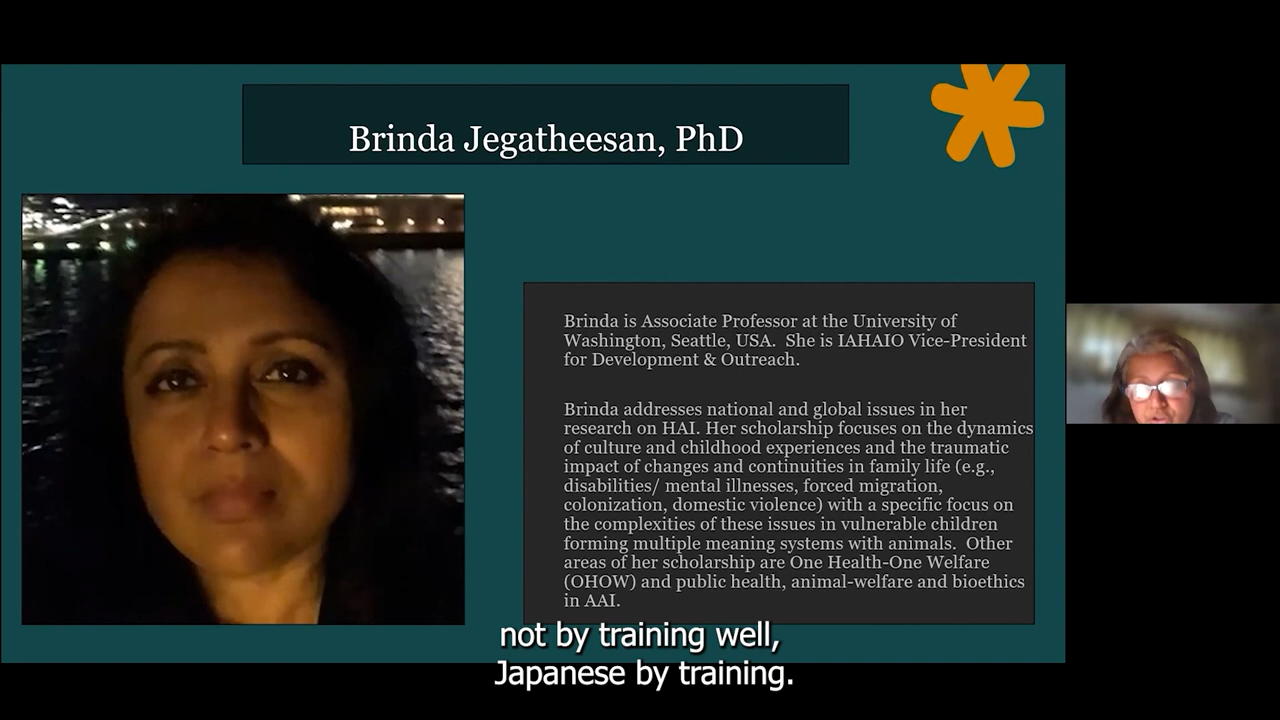 Brinda Jegatheesan, PhD
Brinda is Associate Professor at the University of
Washington, Seattle, USA.  She is IAHAIO Vice-President
for Development & Outreach.
Brinda addresses national and global issues in her
research on HAI. Her scholarship focuses on the dynamics
of culture and childhood experiences and the traumatic
impact of changes and continuities in family life (e.g.,
disabilities/ mental illnesses, forced migration,
colonization, domestic violence) with a specific focus on
the complexities of these issues in vulnerable children
forming multiple meaning systems with animals.  Other
areas of her scholarship are One Health-One Welfare
(OHOW) and public health, animal-welfare and bioethics
in AAI.
not by training well,
Japanese by training.